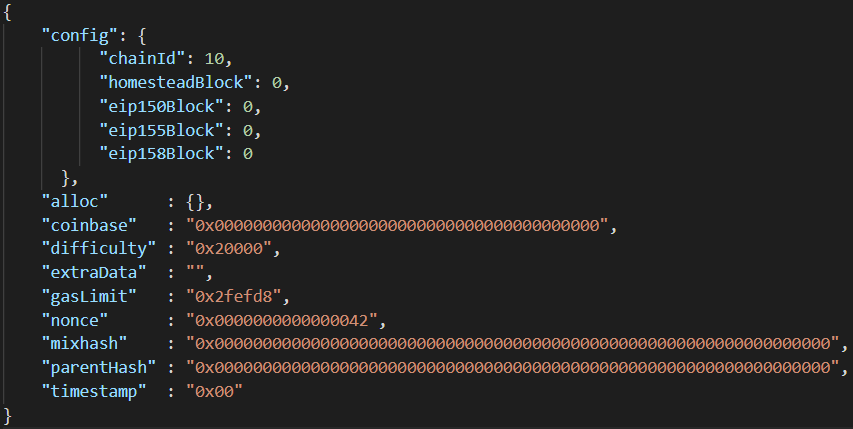 {
    "config": {
          "chainId": 10,
          "homesteadBlock": 0,
          "eip150Block": 0,
          "eip155Block": 0,
          "eip158Block": 0
      },
    "alloc"      : {},
    "coinbase"   : "0x0000000000000000000000000000000000000000",
    "difficulty" : "0x20000",
    "extraData"  : "",
    "gasLimit"   : "0x2fefd8",
    "nonce"      : "0x0000000000000042",
    "mixhash"    : "0x0000000000000000000000000000000000000000000000000000000000000000",
    "parentHash" : "0x0000000000000000000000000000000000000000000000000000000000000000",
    "timestamp"  : "0x00"
}